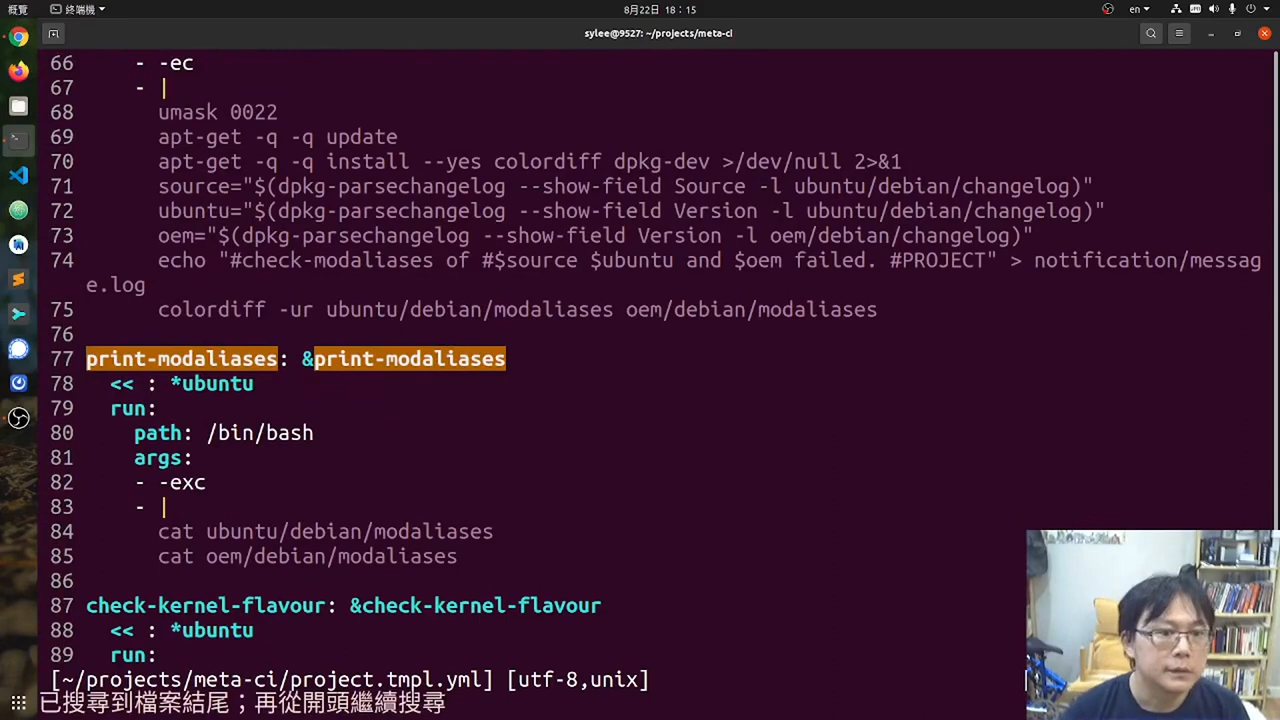 概覽 終端機 8月22日 18:15 en
sylee@9527: ~/projects/meta-ci
66 - -ec
67 - |
68 umask 0022
69 apt-get -q -q update
70 apt-get -q -q install --yes colordiff dpkg-dev >/dev/null 2>&1
71 source="$(dpkg-parsechangelog --show-field Source -l ubuntu/debian/changelog)"
72 ubuntu="$(dpkg-parsechangelog --show-field Version -l ubuntu/debian/changelog)"
73 oem="$(dpkg-parsechangelog --show-field Version -l oem/debian/changelog)"
74 echo "#check-modaliases of #$source $ubuntu and $oem failed. #PROJECT" > notification/messag
e.log
75 colordiff -ur ubuntu/debian/modaliases oem/debian/modaliases
76
77 print-modaliases: &print-modaliases
78 << : *ubuntu
79 run:
80 path: /bin/bash
81 args:
82 - -exc
83 - |
84 cat ubuntu/debian/modaliases
85 cat oem/debian/modaliases
86
87 check-kernel-flavour: &check-kernel-flavour
88 << : *ubuntu
89 run:
[~/projects/meta-ci/project.tmpl.yml] [utf-8,unix]
已搜尋到檔案結尾；再從開頭繼續搜尋